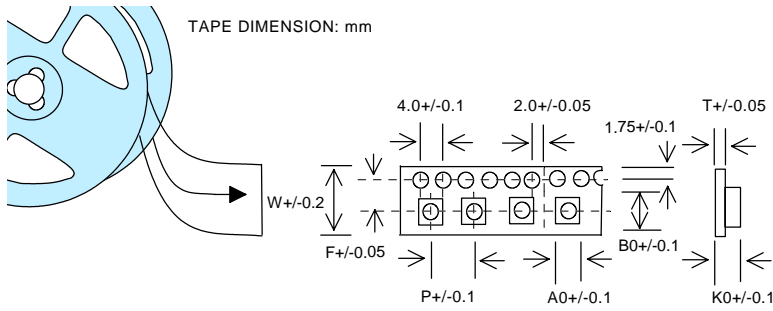 TAPE DIMENSION: mm
4.0+/-0.1
2.0+/-0.05
T+/-0.05
1.75+/-0.1
W+/-0.2
F+/-0.05
B0+/-0.1
P+/-0.1
A0+/-0.1
K0+/-0.1